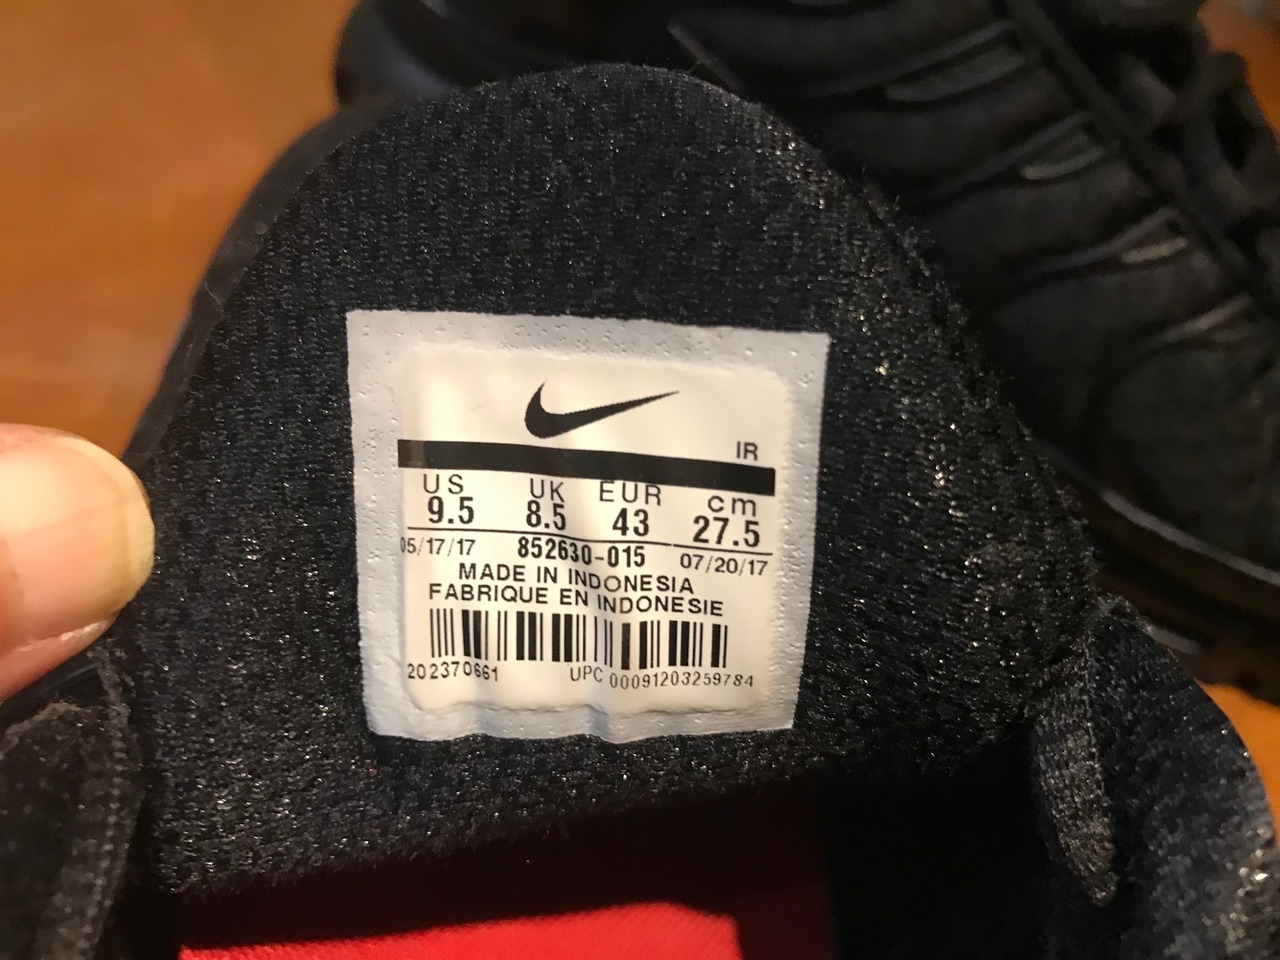 IR
US UK EUR cm
9.5 8.5 43 27.5
05/17/17 852630-015 07/20/17
MADE IN INDONESIA
FABRIQUE EN INDONESIE
202370661 UPC 00091203259784